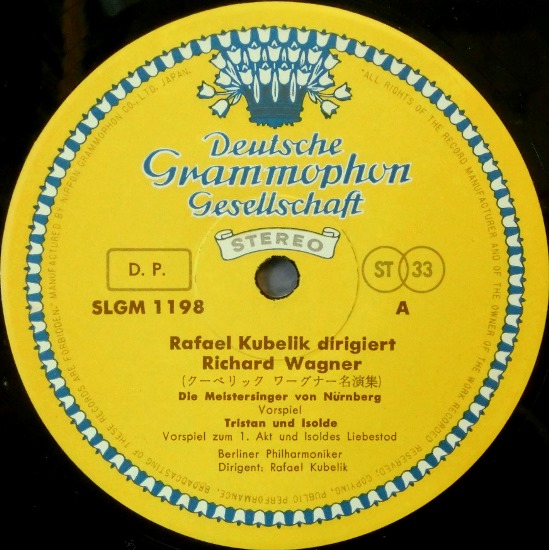 Deutsche
Grammophon
Gesellschaft
STEREO
D. P.
ST 33
SLGM 1198
A
Rafael Kubelik dirigiert
Richard Wagner
(クーベリック ワーグナー名演集)
Die Meistersinger von Nürnberg
Vorspiel
Tristan und Isolde
Vorspiel zum 1. Akt und Isoldes Liebestod
Berliner Philharmoniker
Dirigent: Rafael Kubelik
"ALL RIGHTS OF THE RECORD MANUFACTURER AND OF THE OWNER OF THE WORK RECORDED RESERVED, COPYING, PUBLIC PERFORMANCE, BROADCASTING OF THESE RECORDS ARE FORBIDDEN." MANUFACTURED BY NIPPON GRAMMOPHON CO., LTD. JAPAN.